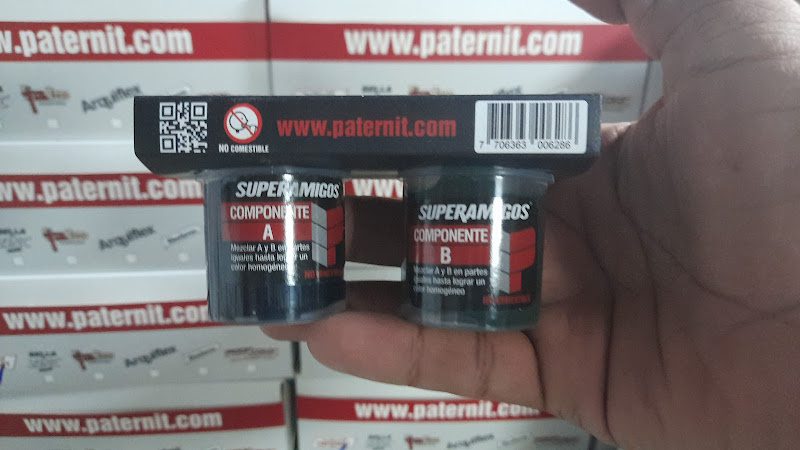 w.paternit.com
www.paternit.com
Arquiflex
NO COMESTIBLE
www.paternit.com
7 706363 006286
www.paternit.com
SUPERAMIGOS
COMPONENTE
A
Mezclar A y B en partes
iguales hasta lograr un
color homogéneo
SUPERAMIGOS
COMPONENTE
B
Mezclar A y B en partes
iguales hasta lograr un
color homogéneo
Arquiflex
www.paternit.com
Arquiflex
www.paternit.com
www.paternit.com